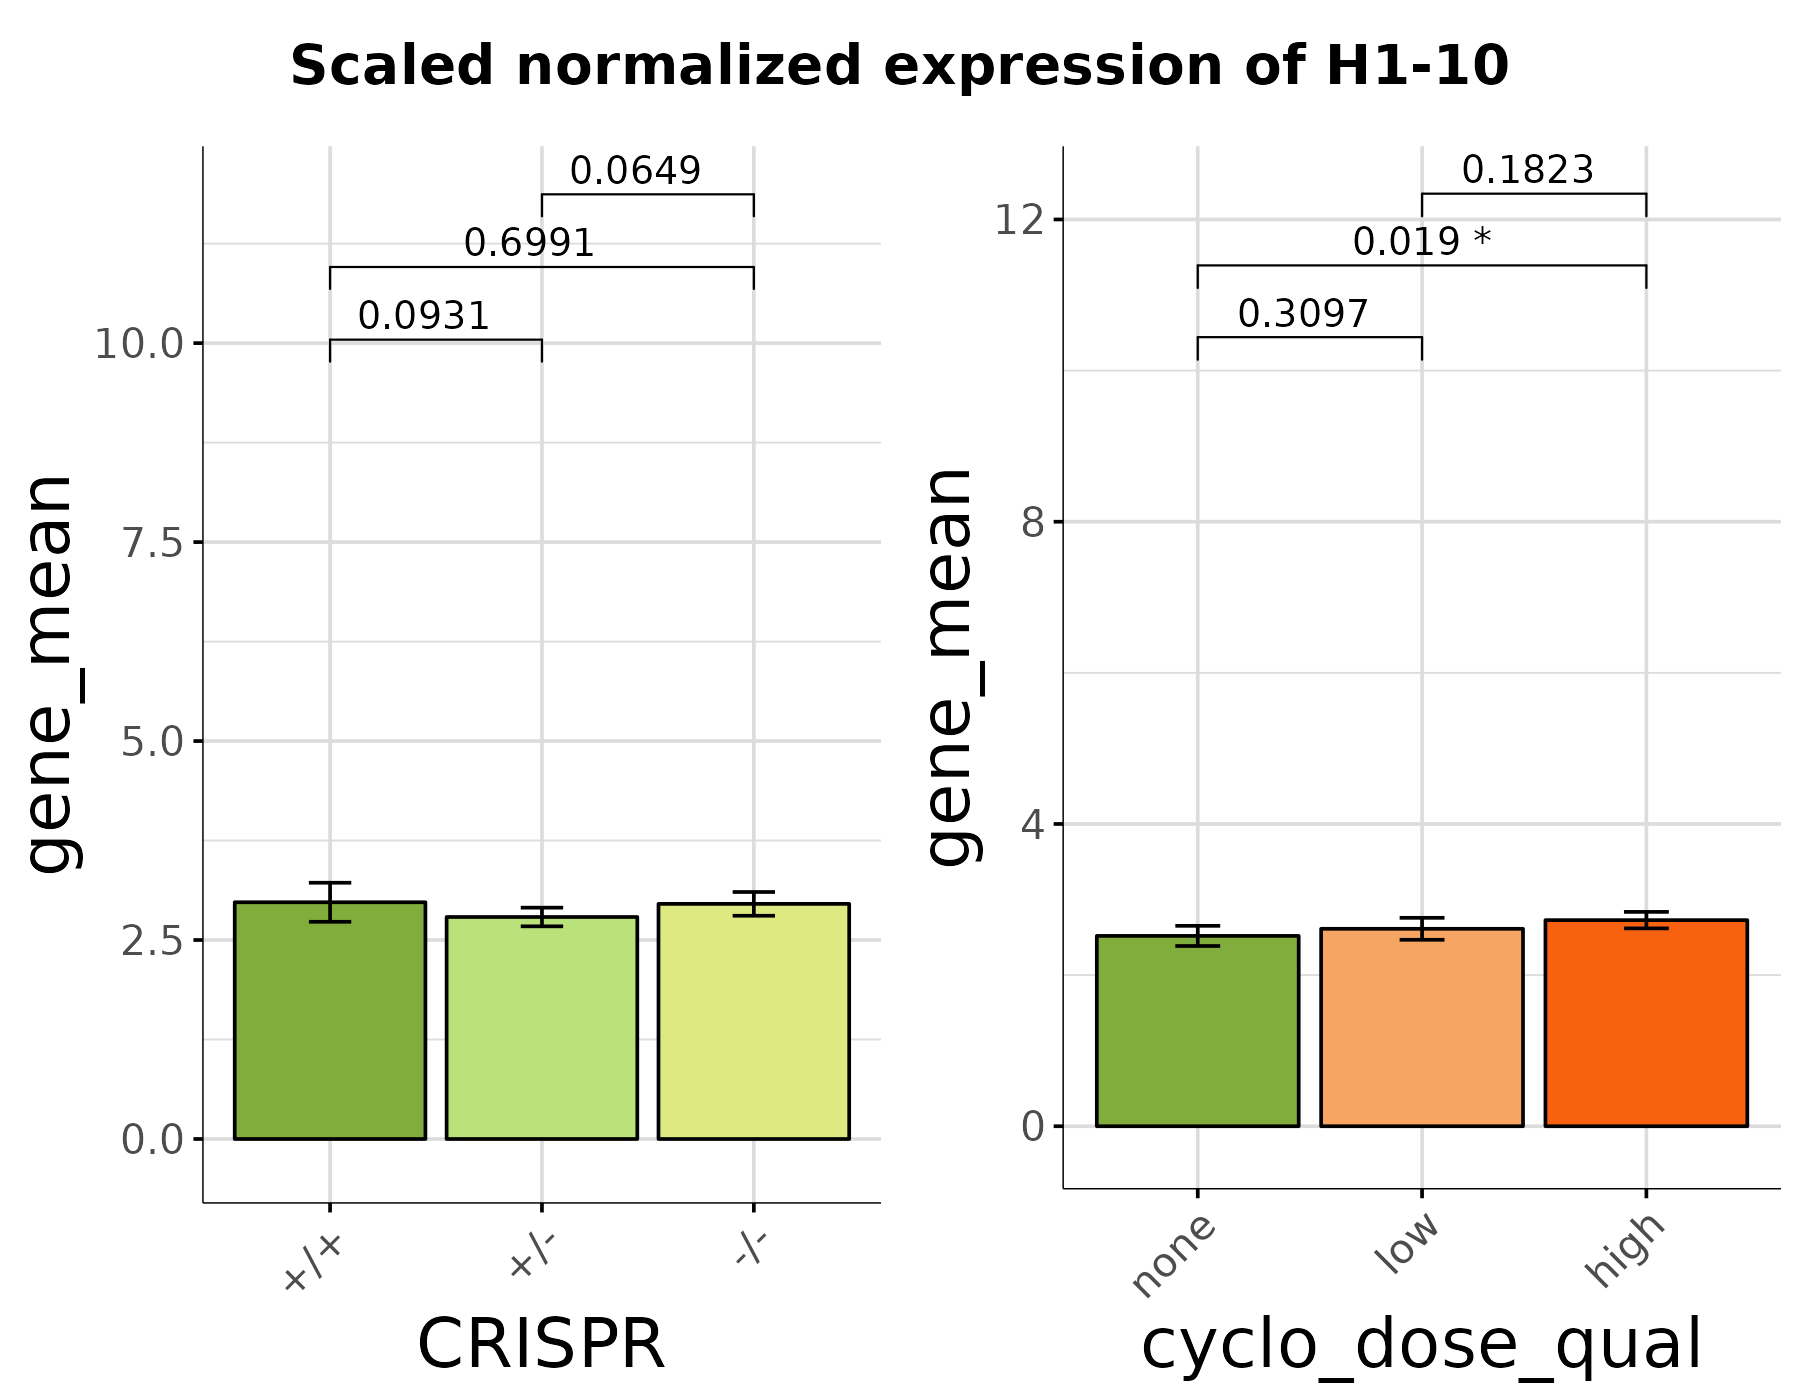 Scaled normalized expression of H1-10
gene_mean
10.0
7.5
5.0
2.5
0.0
0.0649
0.6991
0.0931
+/+
+/-
-/-
CRISPR
gene_mean
12
8
4
0
0.1823
0.019 *
0.3097
none
low
high
cyclo_dose_qual